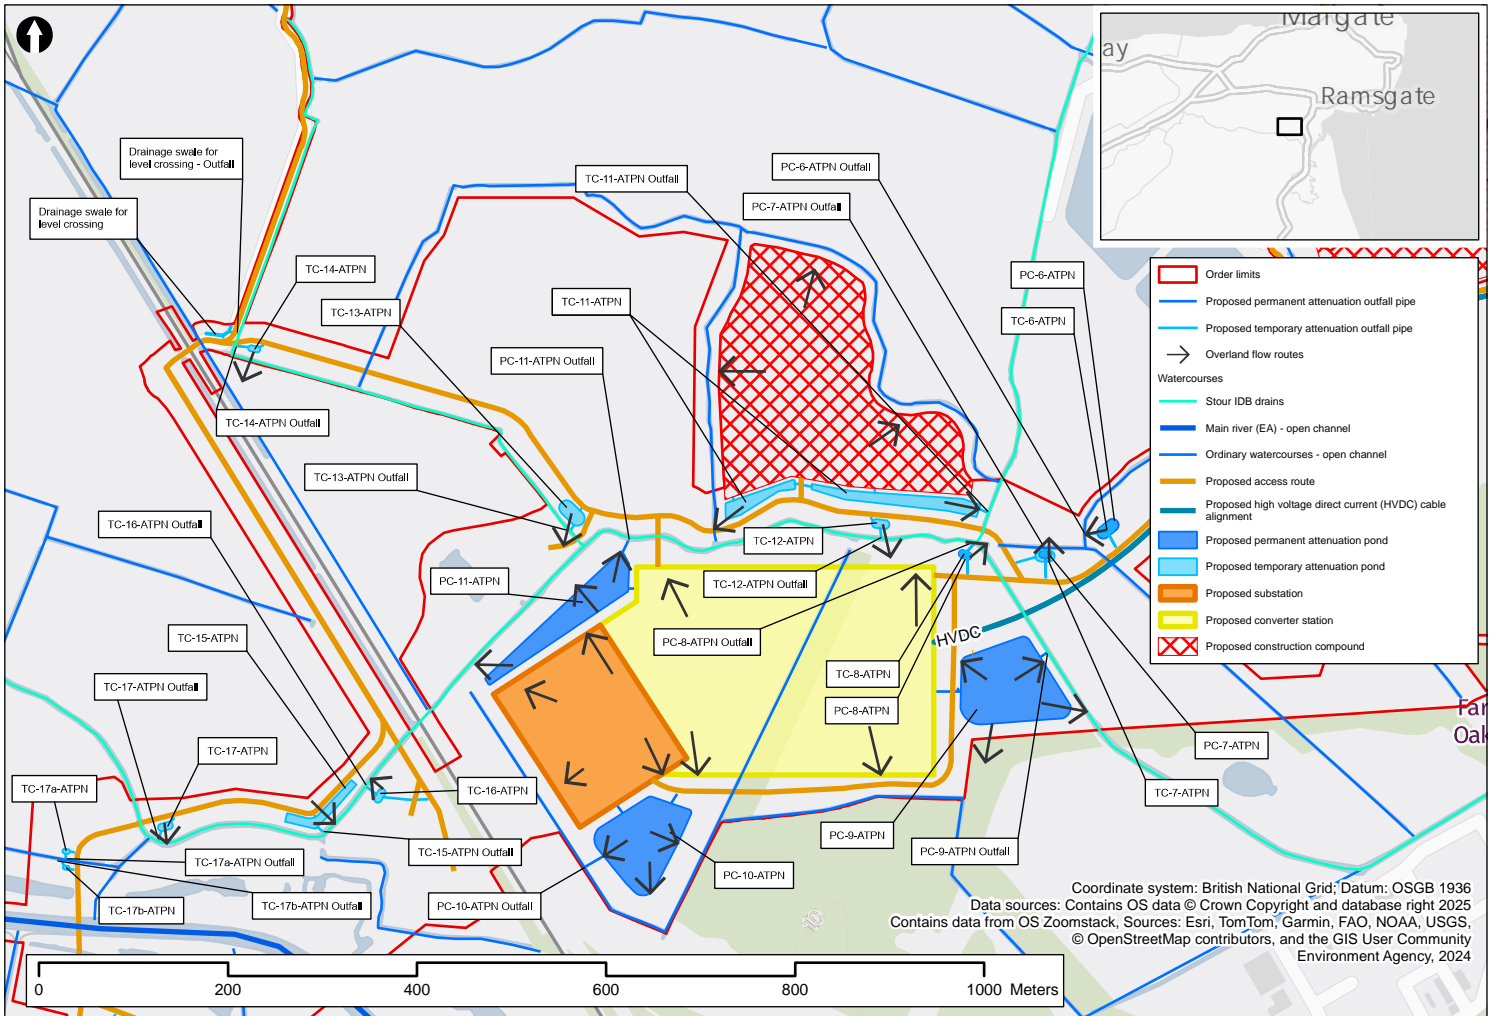 Margate
ay
Ramsgate
Drainage swale for
level crossing - Outfall
Drainage swale for
level crossing
TC-14-ATPN
TC-13-ATPN
TC-11-ATPN Outfall
PC-6-ATPN Outfall
PC-7-ATPN Outfall
TC-11-ATPN
PC-11-ATPN Outfall
PC-6-ATPN
TC-6-ATPN
TC-14-ATPN Outfall
TC-13-ATPN Outfall
TC-16-ATPN Outfall
TC-12-ATPN
TC-12-ATPN Outfall
PC-11-ATPN
PC-8-ATPN Outfall
HVDC
TC-15-ATPN
TC-8-ATPN
PC-8-ATPN
TC-17-ATPN Outfall
TC-17-ATPN
TC-17a-ATPN
TC-16-ATPN
PC-7-ATPN
TC-7-ATPN
PC-9-ATPN
PC-9-ATPN Outfall
TC-15-ATPN Outfall
TC-17a-ATPN Outfall
PC-10-ATPN
TC-17b-ATPN
TC-17b-ATPN Outfall
PC-10-ATPN Outfall
Far
Oak
Order limits
Proposed permanent attenuation outfall pipe
Proposed temporary attenuation outfall pipe
Overland flow routes
Watercourses
Stour IDB drains
Main river (EA) - open channel
Ordinary watercourses - open channel
Proposed access route
Proposed high voltage direct current (HVDC) cable
alignment
Proposed permanent attenuation pond
Proposed temporary attenuation pond
Proposed substation
Proposed converter station
Proposed construction compound
Coordinate system: British National Grid; Datum: OSGB 1936
Data sources: Contains OS data © Crown Copyright and database right 2025
Contains data from OS Zoomstack, Sources: Esri, TomTom, Garmin, FAO, NOAA, USGS,
© OpenStreetMap contributors, and the GIS User Community
Environment Agency, 2024
0 200 400 600 800 1000 Meters